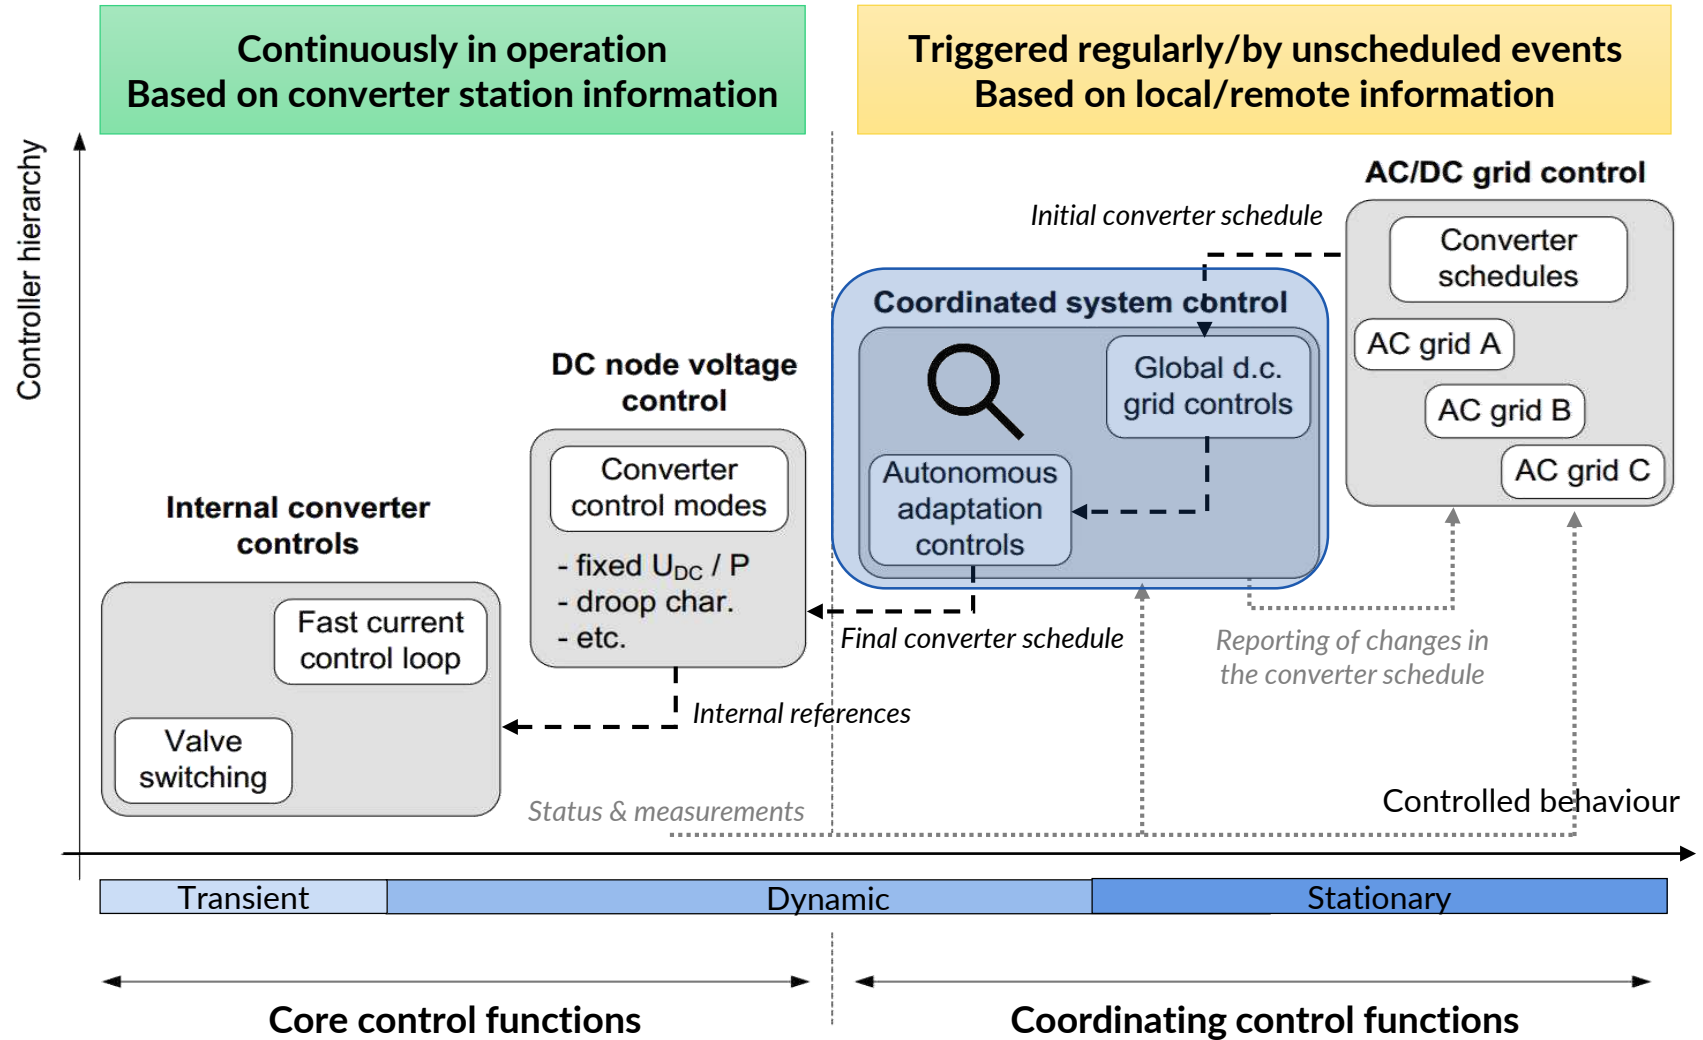 Continuously in operation
Based on converter station information
Triggered regularly/by unscheduled events
Based on local/remote information
Controller hierarchy
AC/DC grid control
Initial converter schedule
Converter
schedules
AC grid A
AC grid B
AC grid C
Coordinated system control
Global d.c.
grid controls
Autonomous
adaptation
controls
DC node voltage
control
Converter
control modes
- fixed U_DC / P
- droop char.
- etc.
Final converter schedule
Reporting of changes in
the converter schedule
Internal converter
controls
Fast current
control loop
Valve
switching
Internal references
Status & measurements
Controlled behaviour
Transient
Dynamic
Stationary
Core control functions
Coordinating control functions